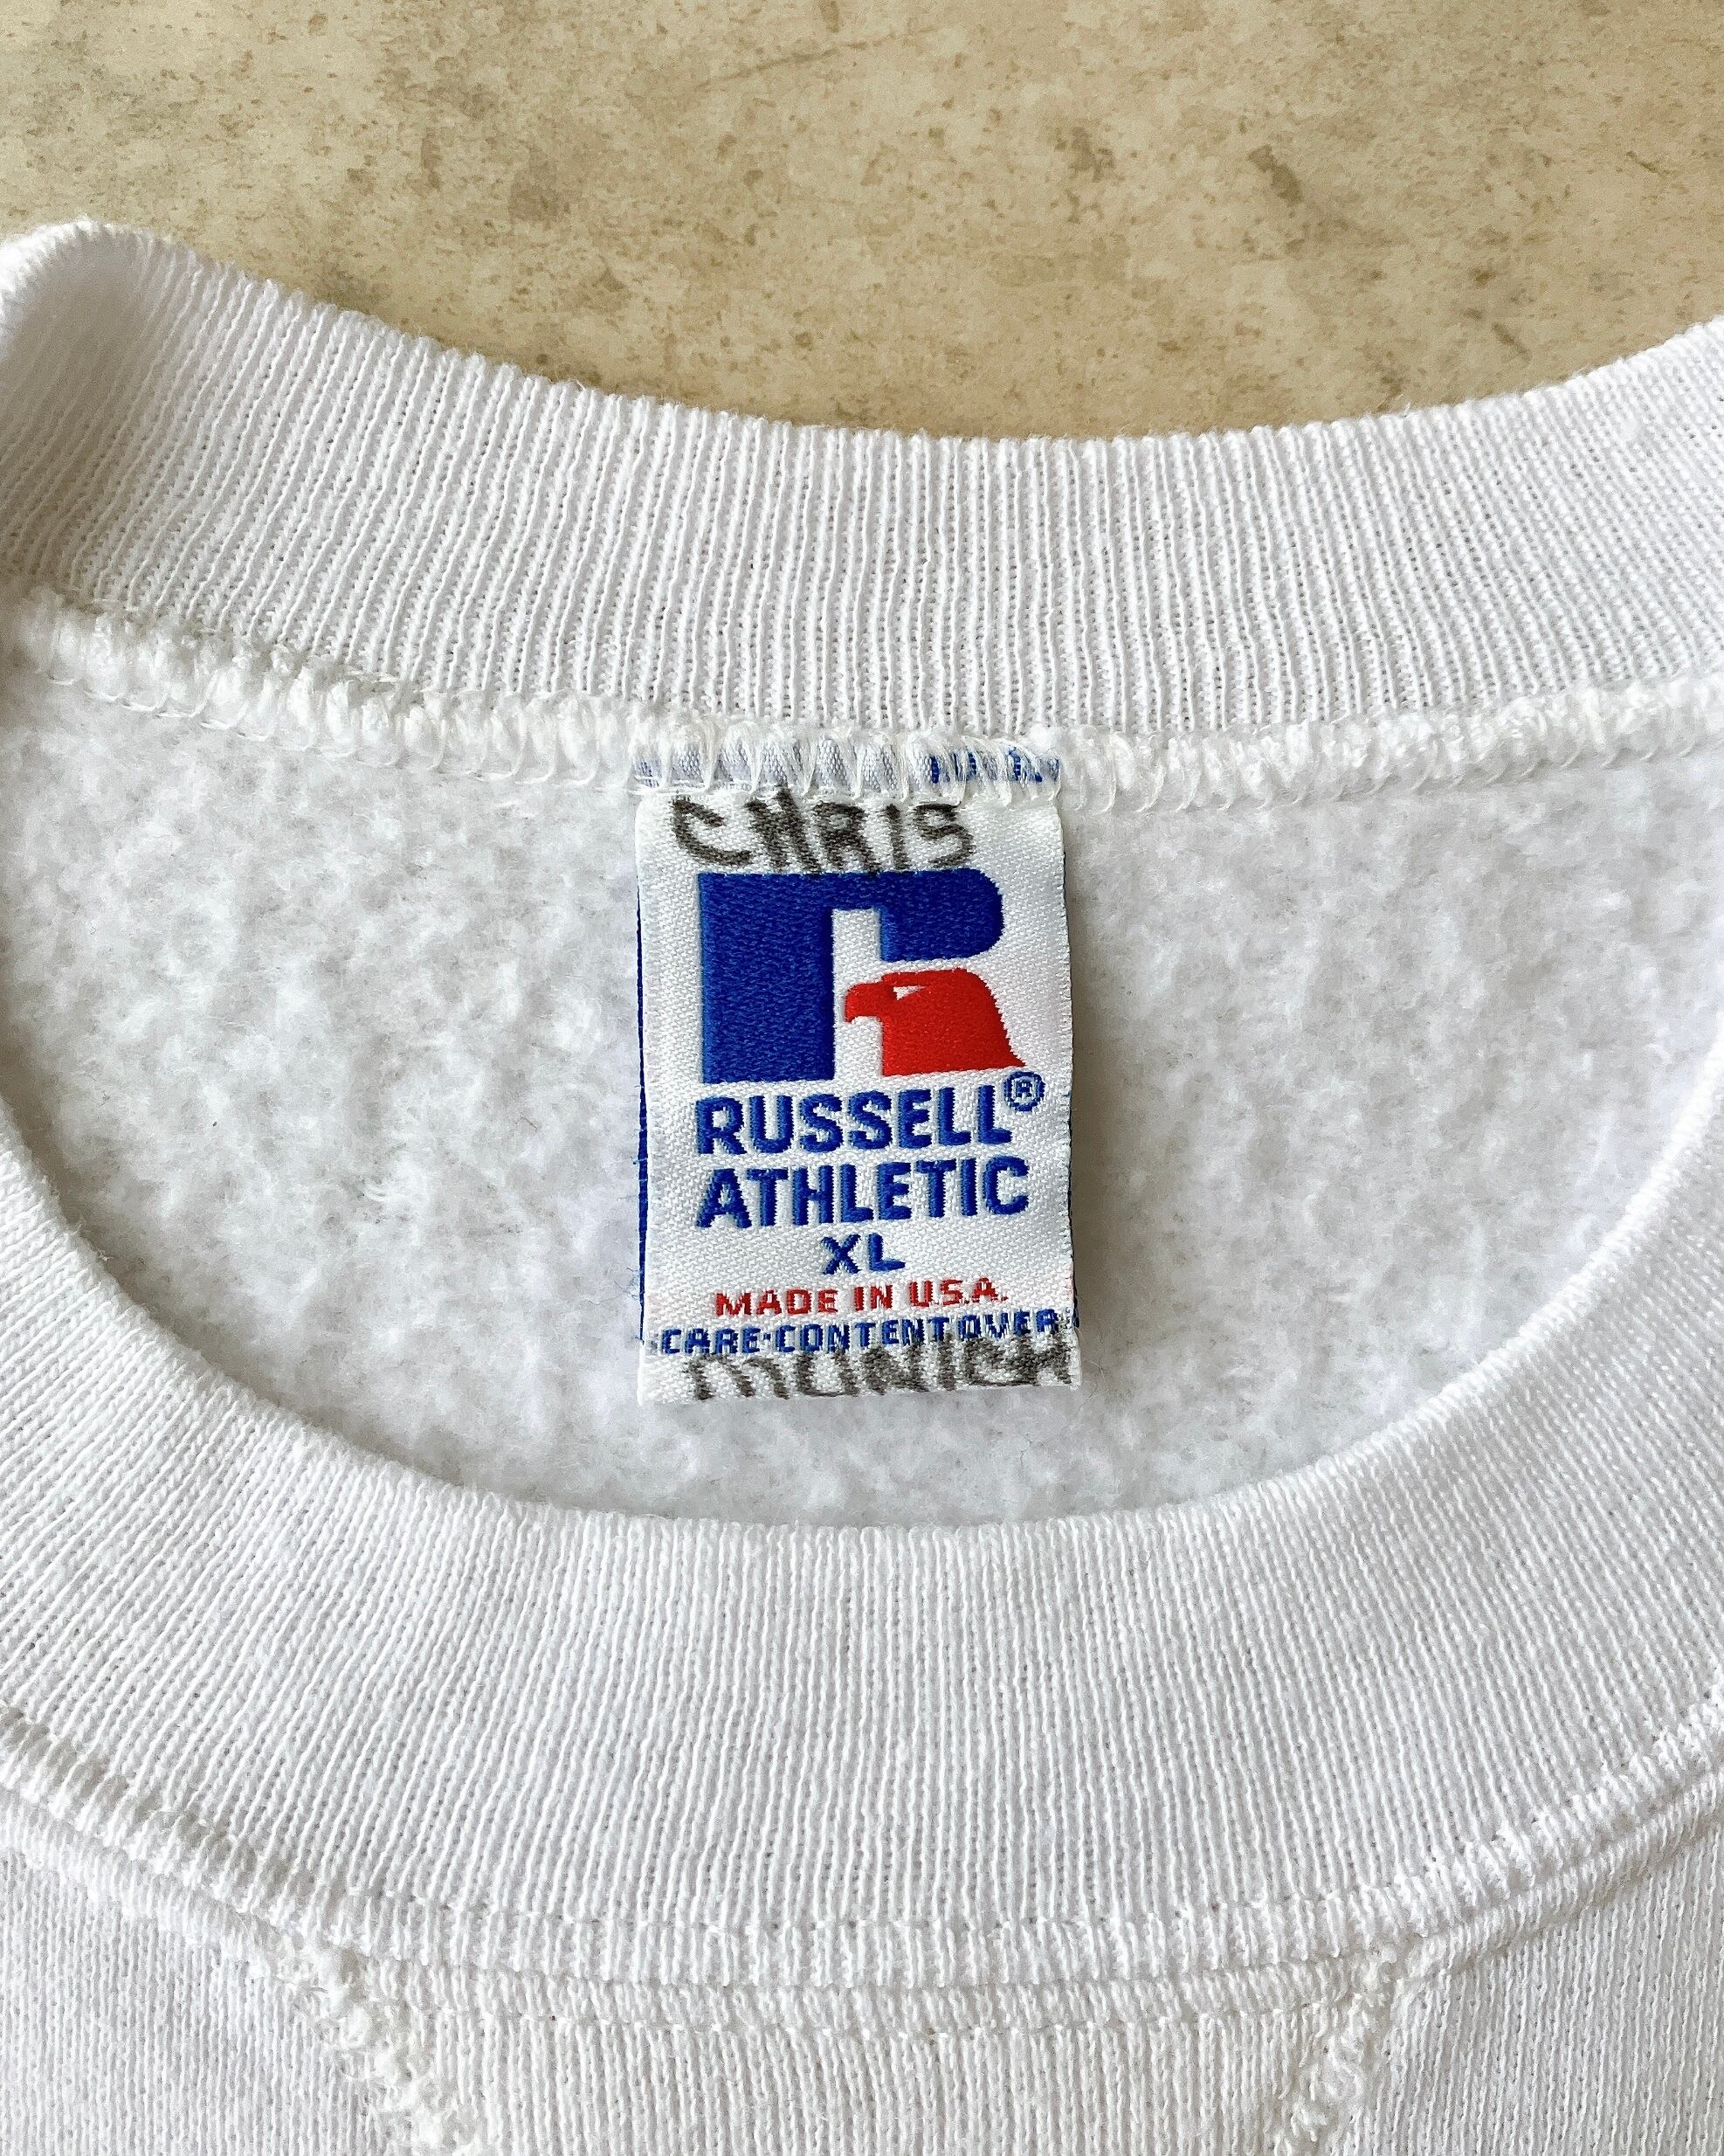 CHRIS
RUSSELL®
ATHLETIC
XL
MADE IN U.S.A.
CARE·CONTENT OVER
MUNICH